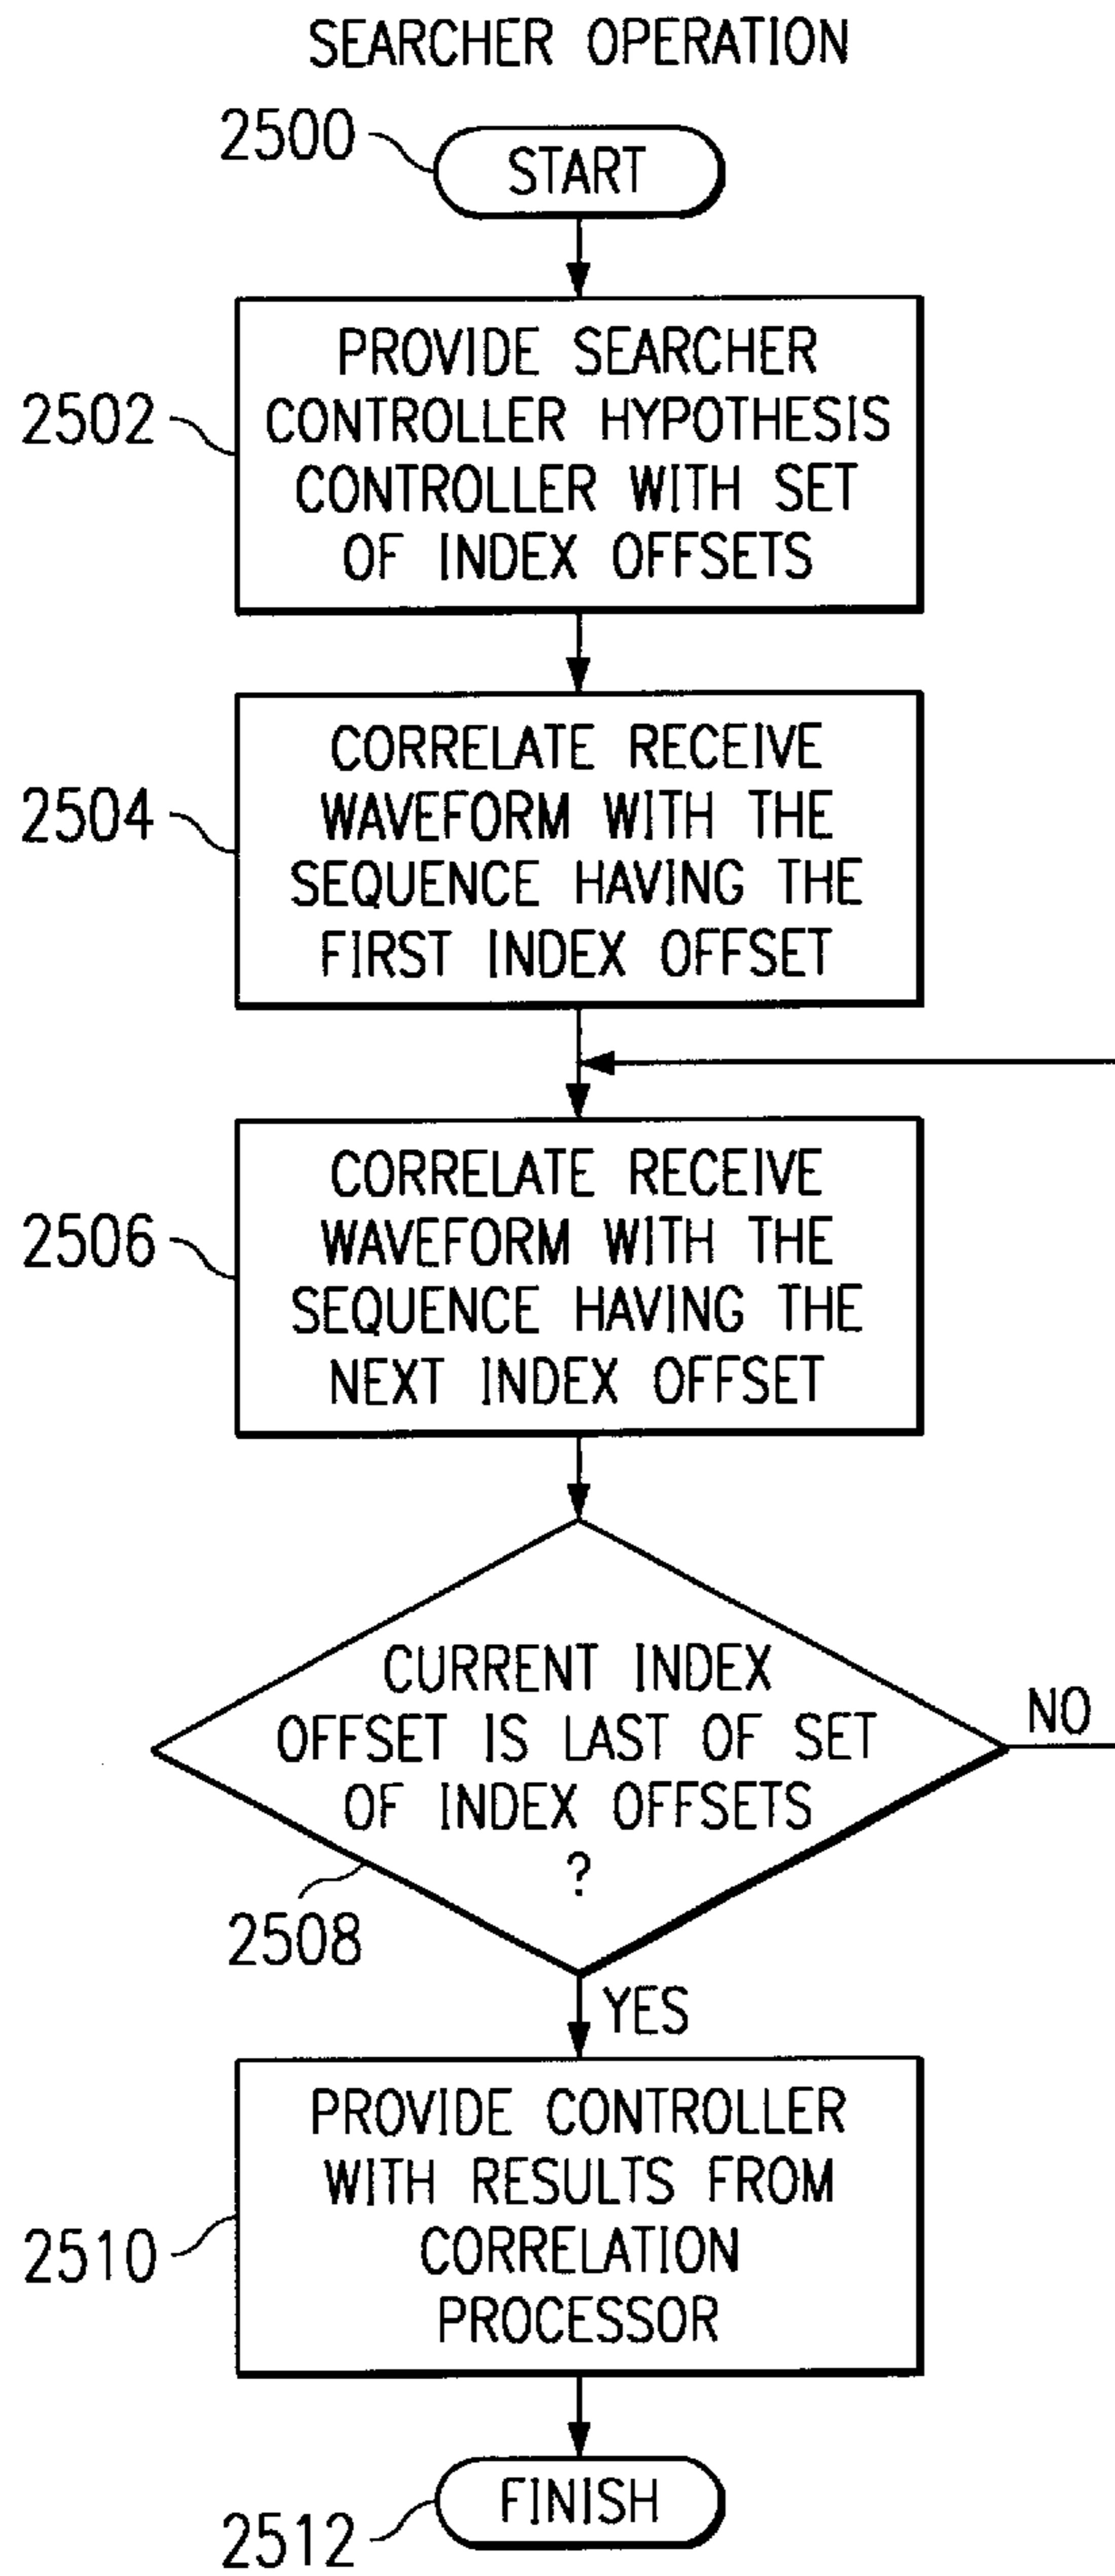 SEARCHER OPERATION
2500
START
2502
PROVIDE SEARCHER
CONTROLLER HYPOTHESIS
CONTROLLER WITH SET
OF INDEX OFFSETS
2504
CORRELATE RECEIVE
WAVEFORM WITH THE
SEQUENCE HAVING THE
FIRST INDEX OFFSET
2506
CORRELATE RECEIVE
WAVEFORM WITH THE
SEQUENCE HAVING THE
NEXT INDEX OFFSET
CURRENT INDEX
OFFSET IS LAST OF SET
OF INDEX OFFSETS
?
NO
2508
YES
2510
PROVIDE CONTROLLER
WITH RESULTS FROM
CORRELATION
PROCESSOR
2512
FINISH